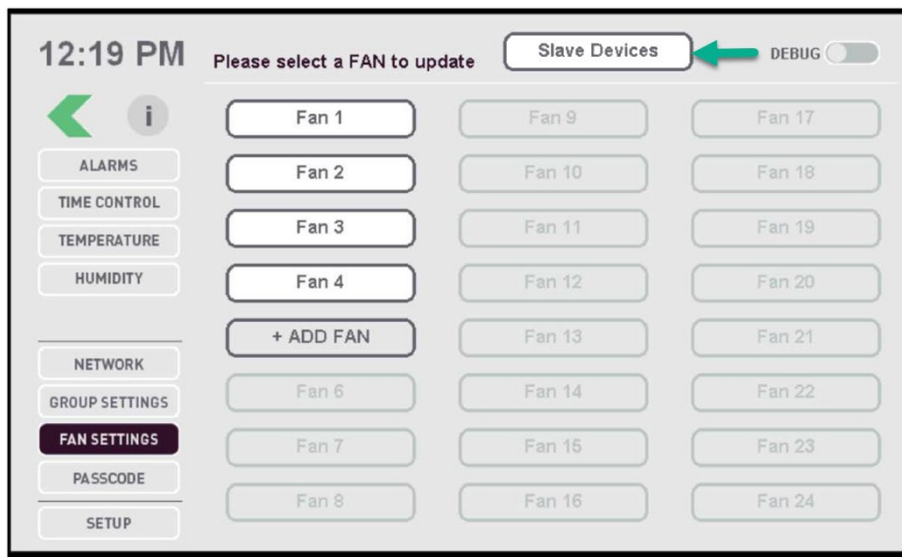 12:19 PM
Please select a FAN to update
Slave Devices
DEBUG
i
ALARMS
TIME CONTROL
TEMPERATURE
HUMIDITY
NETWORK
GROUP SETTINGS
FAN SETTINGS
PASSCODE
SETUP
Fan 1
Fan 2
Fan 3
Fan 4
+ ADD FAN
Fan 6
Fan 7
Fan 8
Fan 9
Fan 10
Fan 11
Fan 12
Fan 13
Fan 14
Fan 15
Fan 16
Fan 17
Fan 18
Fan 19
Fan 20
Fan 21
Fan 22
Fan 23
Fan 24